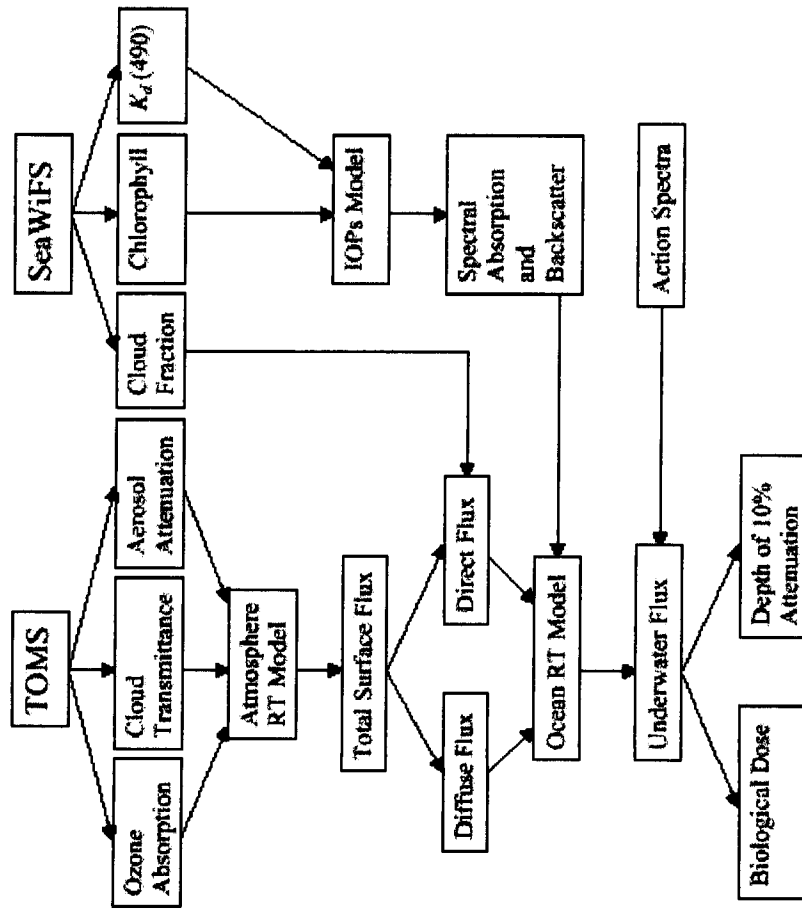 TOMS
SeaWiFS
Ozone
Absorption
Cloud
Transmittance
Aerosol
Attenuation
Cloud
Fraction
Chlorophyll
K_d (490)
Atmosphere
RT Model
IOPs Model
Total Surface Flux
Spectral
Absorption
and
Backscatter
Diffuse Flux
Direct Flux
Ocean RT Model
Underwater Flux
Action Spectra
Biological Dose
Depth of 10%
Attenuation